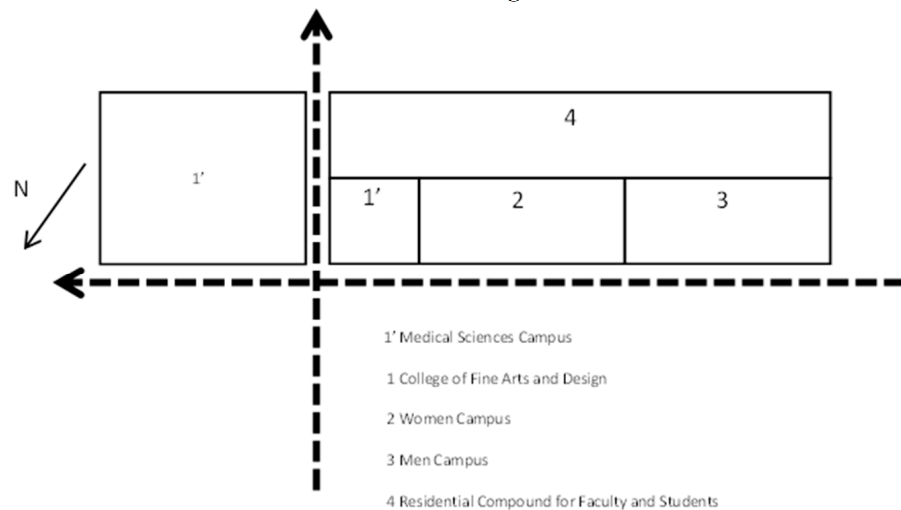 4
N
1'
1'
2
3
1' Medical Sciences Campus
1 College of Fine Arts and Design
2 Women Campus
3 Men Campus
4 Residential Compound for Faculty and Students